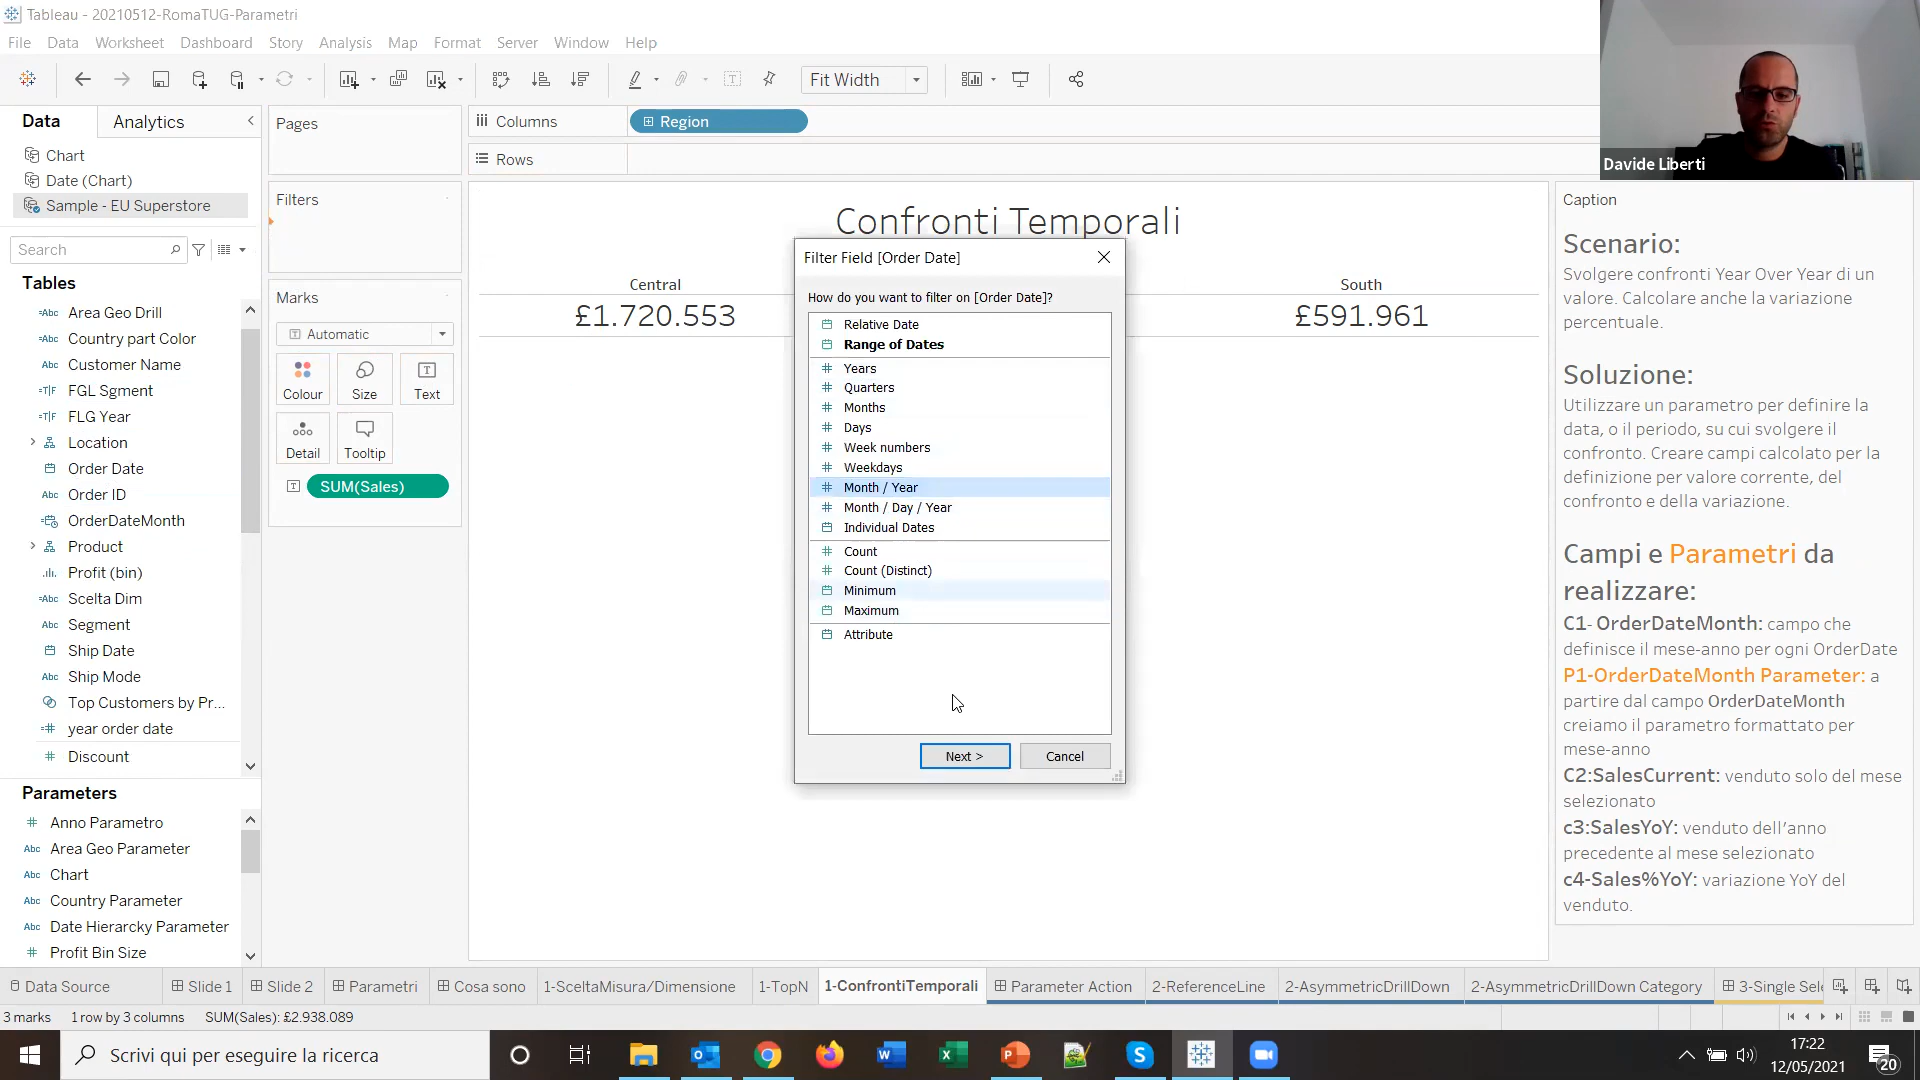 Tableau - 20210512-RomaTUG-Parametri
File Data Worksheet Dashboard Story Analysis Map Format Server Window Help
Fit Width
Data Analytics
Chart
Date (Chart)
Sample - EU Superstore
Search
Tables
Area Geo Drill
Country part Color
Customer Name
FGL Sgment
FLG Year
Location
Order Date
Order ID
OrderDateMonth
Product
Profit (bin)
Scelta Dim
Segment
Ship Date
Ship Mode
Top Customers by Pr...
year order date
Discount
Parameters
Anno Parametro
Area Geo Parameter
Chart
Country Parameter
Date Hierarcky Parameter
Profit Bin Size
Pages
Filters
Marks
Automatic
Colour Size Text
Detail Tooltip
SUM(Sales)
Columns Region
Rows
Confronti Temporali
Central South
£1.720.553 £591.961
Filter Field [Order Date]
How do you want to filter on [Order Date]?
Relative Date
Range of Dates
Years
Quarters
Months
Days
Week numbers
Weekdays
Month / Year
Month / Day / Year
Individual Dates
Count
Count (Distinct)
Minimum
Maximum
Attribute
Next > Cancel
Davide Liberti
Caption
Scenario:
Svolgere confronti Year Over Year di un
valore. Calcolare anche la variazione
percentuale.
Soluzione:
Utilizzare un parametro per definire la
data, o il periodo, su cui svolgere il
confronto. Creare campi calcolato per la
definizione per valore corrente, del
confronto e della variazione.
Campi e Parametri da
realizzare:
C1- OrderDateMonth: campo che
definisce il mese-anno per ogni OrderDate
P1-OrderDateMonth Parameter: a
partire dal campo OrderDateMonth
creiamo il parametro formattato per
mese-anno
C2:SalesCurrent: venduto solo del mese
selezionato
c3:SalesYoY: venduto dell'anno
precedente al mese selezionato
c4-Sales%YoY: variazione YoY del
venduto.
Data Source Slide 1 Slide 2 Parametri Cosa sono 1-SceltaMisura/Dimensione 1-TopN 1-ConfrontiTemporali Parameter Action 2-ReferenceLine 2-AsymmetricDrillDown 2-AsymmetricDrillDown Category 3-Single Sele
3 marks 1 row by 3 columns SUM(Sales): £2.938.089
Scrivi qui per eseguire la ricerca
17:22
12/05/2021
20